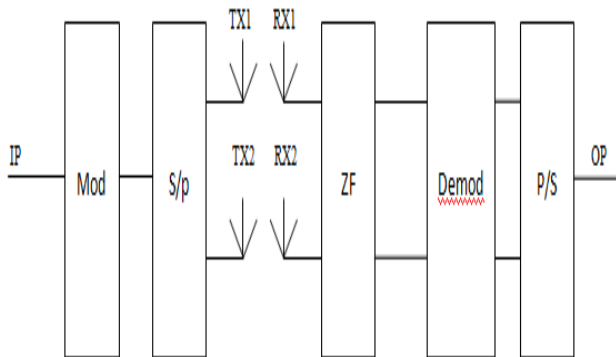 TX1 RX1
TX2 RX2
IP
OP
Mod
S/p
ZF
Demod
P/S